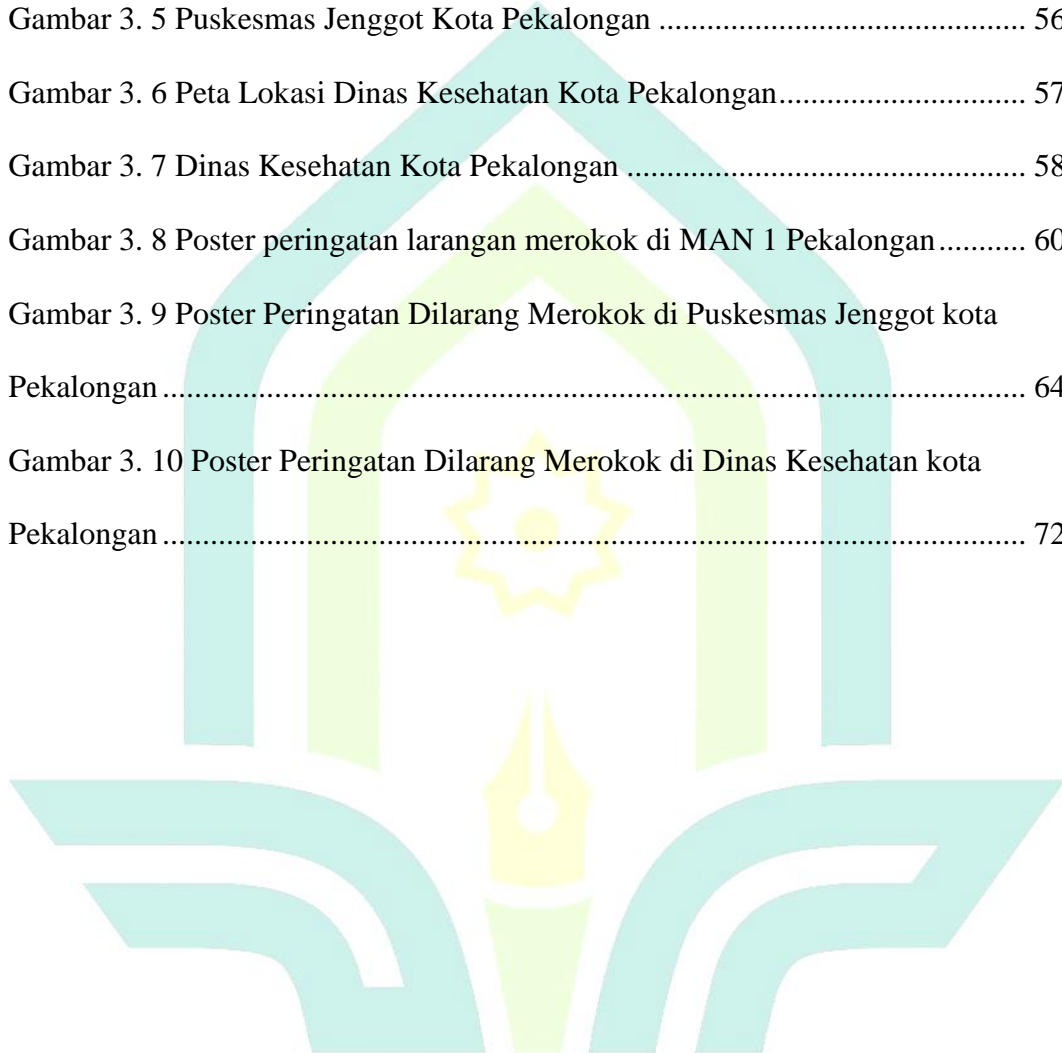 Gambar 3. 5 Puskesmas Jenggot Kota Pekalongan ................................................ 56
Gambar 3. 6 Peta Lokasi Dinas Kesehatan Kota Pekalongan................................ 57
Gambar 3. 7 Dinas Kesehatan Kota Pekalongan .................................................... 58
Gambar 3. 8 Poster peringatan larangan merokok di MAN 1 Pekalongan........... 60
Gambar 3. 9 Poster Peringatan Dilarang Merokok di Puskesmas Jenggot kota
Pekalongan................................................................................................................ 64
Gambar 3. 10 Poster Peringatan Dilarang Merokok di Dinas Kesehatan kota
Pekalongan................................................................................................................ 72